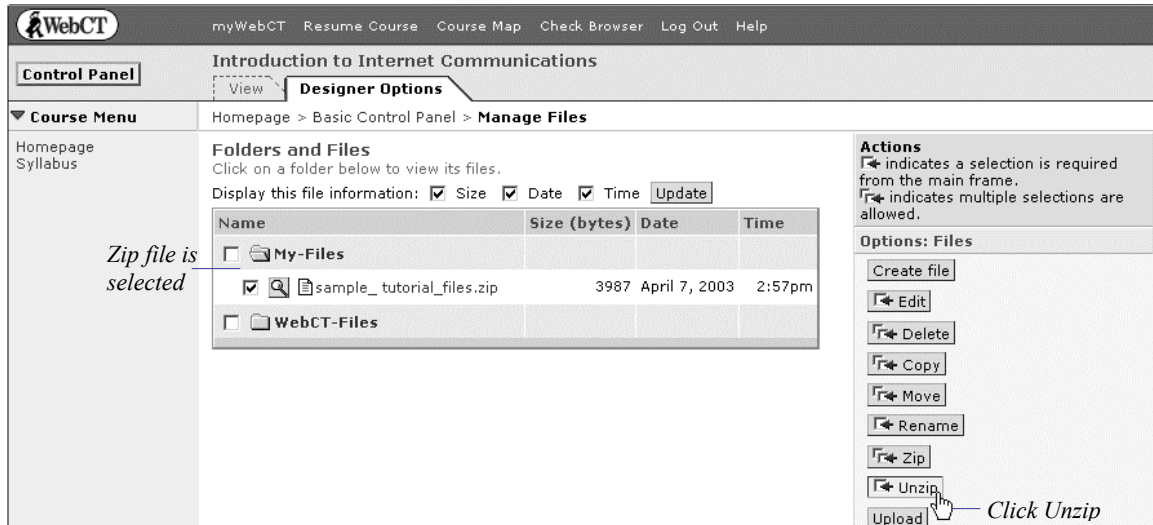 WebCT
myWebCT Resume Course Course Map Check Browser Log Out Help
Control Panel
Introduction to Internet Communications
View Designer Options
Course Menu
Homepage > Basic Control Panel > Manage Files
Homepage
Syllabus
Folders and Files
Click on a folder below to view its files.
Display this file information: Size Date Time Update
Name Size (bytes) Date Time
My-Files
sample_ tutorial_files.zip 3987 April 7, 2003 2:57pm
WebCT-Files
Zip file is
selected
Actions
indicates a selection is required
from the main frame.
indicates multiple selections are
allowed.
Options: Files
Create file
Edit
Delete
Copy
Move
Rename
Zip
Unzip
Click Unzip
Upload